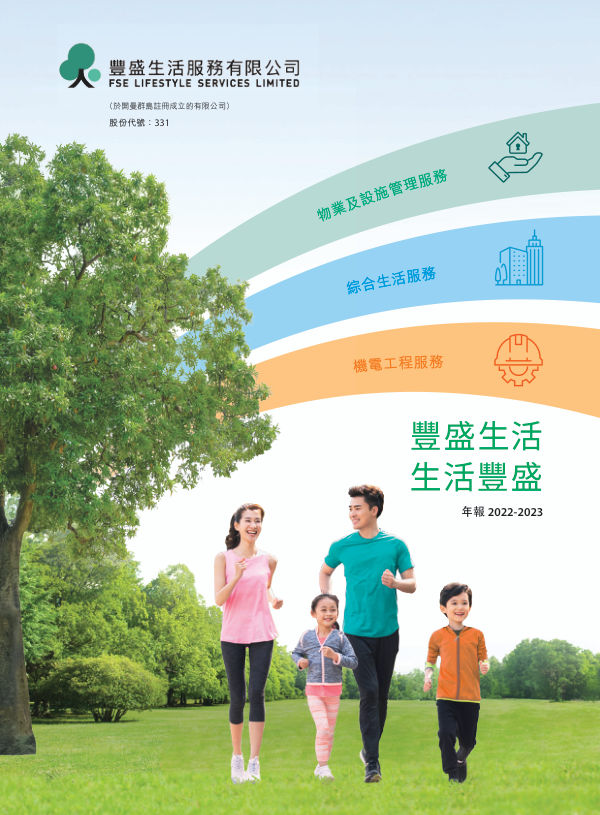 豐盛生活服務有限公司
FSE LIFESTYLE SERVICES LIMITED
（於開曼群島註冊成立的有限公司）
股份代號：331
物業及設施管理服務
綜合生活服務
機電工程服務
豐盛生活
生活豐盛
年報 2022-2023